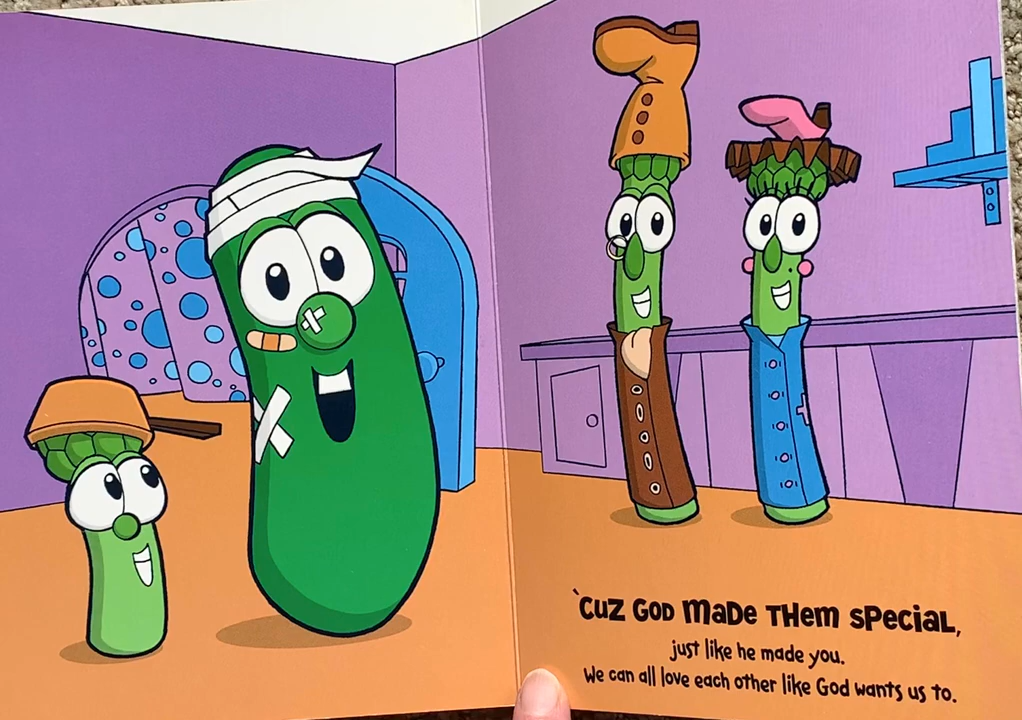 `CUZ GOD MADE THEM SPECIAL,
just like he made you.
We can all love each other like God wants us to.